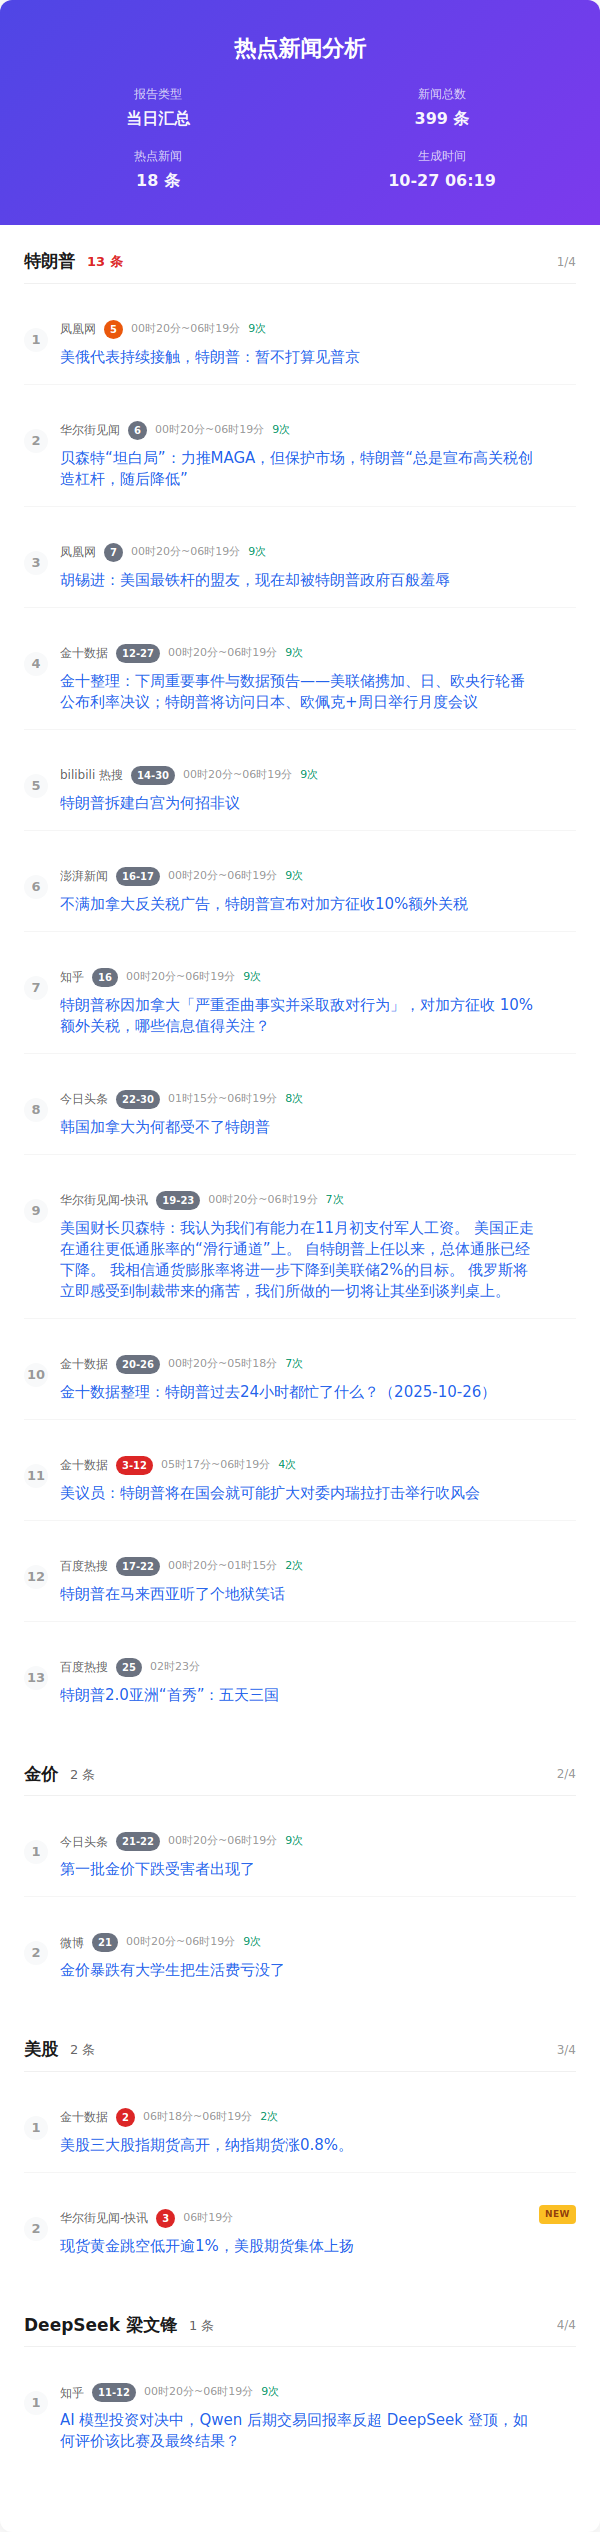 热点新闻分析
报告类型
当日汇总
新闻总数
399 条
热点新闻
18 条
生成时间
10-27 06:19
特朗普 13 条 1/4
1
凤凰网 5 00时20分~06时19分 9次
美俄代表持续接触，特朗普：暂不打算见普京
2
华尔街见闻 6 00时20分~06时19分 9次
贝森特“坦白局”：力推MAGA，但保护市场，特朗普“总是宣布高关税创
造杠杆，随后降低”
3
凤凰网 7 00时20分~06时19分 9次
胡锡进：美国最铁杆的盟友，现在却被特朗普政府百般羞辱
4
金十数据 12-27 00时20分~06时19分 9次
金十整理：下周重要事件与数据预告——美联储携加、日、欧央行轮番
公布利率决议；特朗普将访问日本、欧佩克+周日举行月度会议
5
bilibili 热搜 14-30 00时20分~06时19分 9次
特朗普拆建白宫为何招非议
6
澎湃新闻 16-17 00时20分~06时19分 9次
不满加拿大反关税广告，特朗普宣布对加方征收10%额外关税
7
知乎 16 00时20分~06时19分 9次
特朗普称因加拿大「严重歪曲事实并采取敌对行为」，对加方征收 10%
额外关税，哪些信息值得关注？
8
今日头条 22-30 01时15分~06时19分 8次
韩国加拿大为何都受不了特朗普
9
华尔街见闻-快讯 19-23 00时20分~06时19分 7次
美国财长贝森特：我认为我们有能力在11月初支付军人工资。 美国正走
在通往更低通胀率的“滑行通道”上。 自特朗普上任以来，总体通胀已经
下降。 我相信通货膨胀率将进一步下降到美联储2%的目标。 俄罗斯将
立即感受到制裁带来的痛苦，我们所做的一切将让其坐到谈判桌上。
10
金十数据 20-26 00时20分~05时18分 7次
金十数据整理：特朗普过去24小时都忙了什么？（2025-10-26）
11
金十数据 3-12 05时17分~06时19分 4次
美议员：特朗普将在国会就可能扩大对委内瑞拉打击举行吹风会
12
百度热搜 17-22 00时20分~01时15分 2次
特朗普在马来西亚听了个地狱笑话
13
百度热搜 25 02时23分
特朗普2.0亚洲“首秀”：五天三国
金价 2 条 2/4
1
今日头条 21-22 00时20分~06时19分 9次
第一批金价下跌受害者出现了
2
微博 21 00时20分~06时19分 9次
金价暴跌有大学生把生活费亏没了
美股 2 条 3/4
1
金十数据 2 06时18分~06时19分 2次
美股三大股指期货高开，纳指期货涨0.8%。
2
华尔街见闻-快讯 3 06时19分 NEW
现货黄金跳空低开逾1%，美股期货集体上扬
DeepSeek 梁文锋 1 条 4/4
1
知乎 11-12 00时20分~06时19分 9次
AI 模型投资对决中，Qwen 后期交易回报率反超 DeepSeek 登顶，如
何评价该比赛及最终结果？